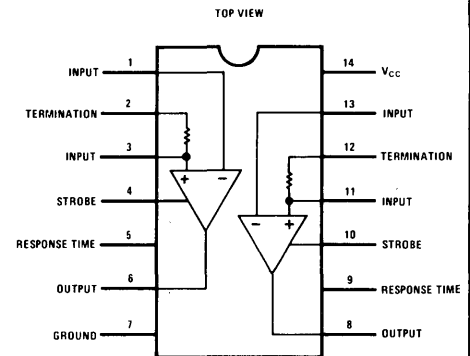 TOP VIEW
INPUT 1
TERMINATION 2
INPUT 3
STROBE 4
RESPONSE TIME 5
OUTPUT 6
GROUND 7
14 VCC
13 INPUT
12 TERMINATION
11 INPUT
10 STROBE
9 RESPONSE TIME
8 OUTPUT
+ −
− +